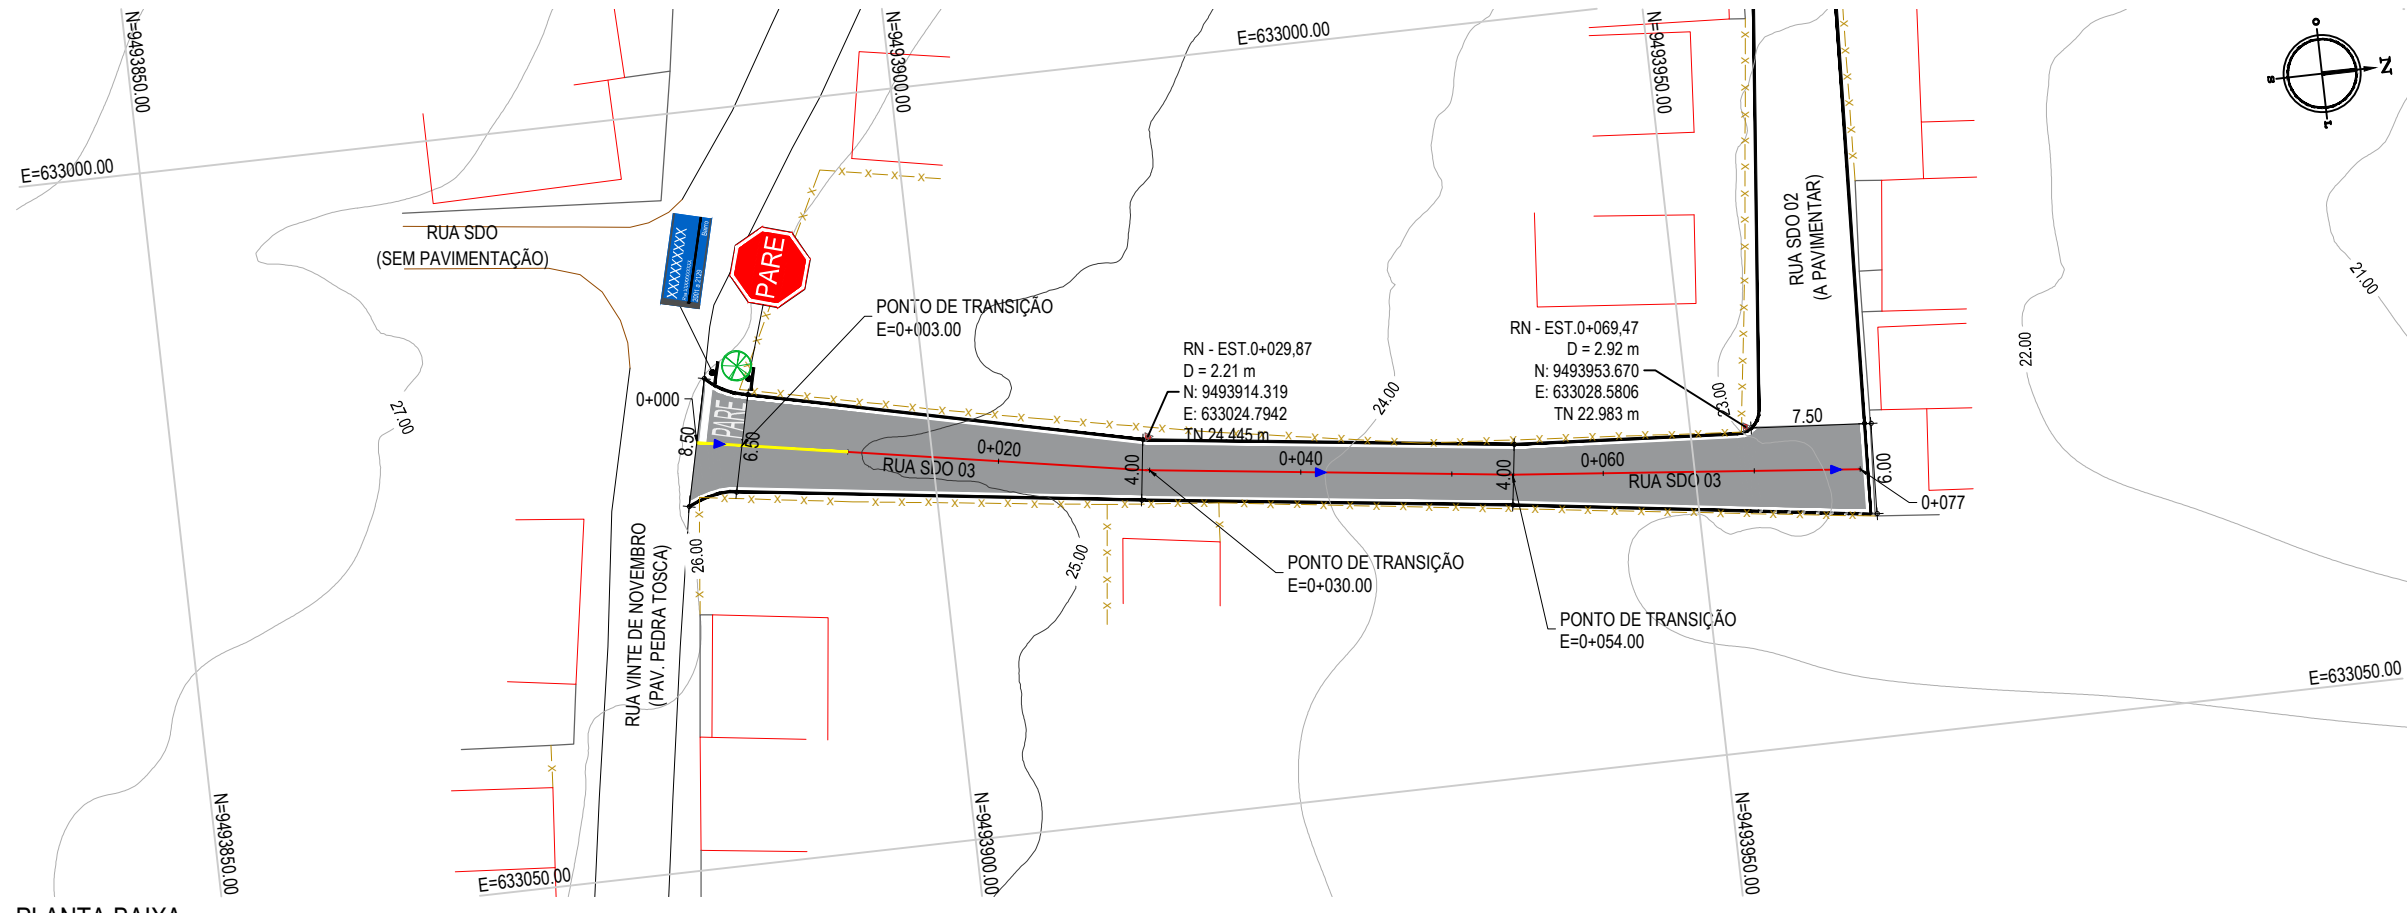 N=9493850.00
N=9493900.00
E=633000.00
N=9493950.00
O
N
S
L
E=633000.00
RUA SDO
(SEM PAVIMENTAÇÃO)
XXXXXXXXXX
Bairro
PARE
RUA SDO 02
(A PAVIMENTAR)
21.00
22.00
PONTO DE TRANSIÇÃO
E=0+003.00
RN - EST.0+029,87
D = 2.21 m
N: 9493914.319
E: 633024.7942
TN 24.445 m
RN - EST.0+069,47
D = 2.92 m
N: 9493953.670
E: 633028.5806
TN 22.983 m
24.00
23.00
27.00
0+000
PARE
8.50
6.50
RUA SDO 03
0+020
4.00
0+040
4.00
0+060
RUA SDO 03
7.50
6.00
0+077
26.00
25.00
RUA VINTE DE NOVEMBRO
(PAV. PEDRA TOSCA)
PONTO DE TRANSIÇÃO
E=0+030.00
PONTO DE TRANSIÇÃO
E=0+054.00
E=633050.00
N=9493850.00
E=633050.00
N=9493900.00
N=9493950.00
PLANTA BAIXA